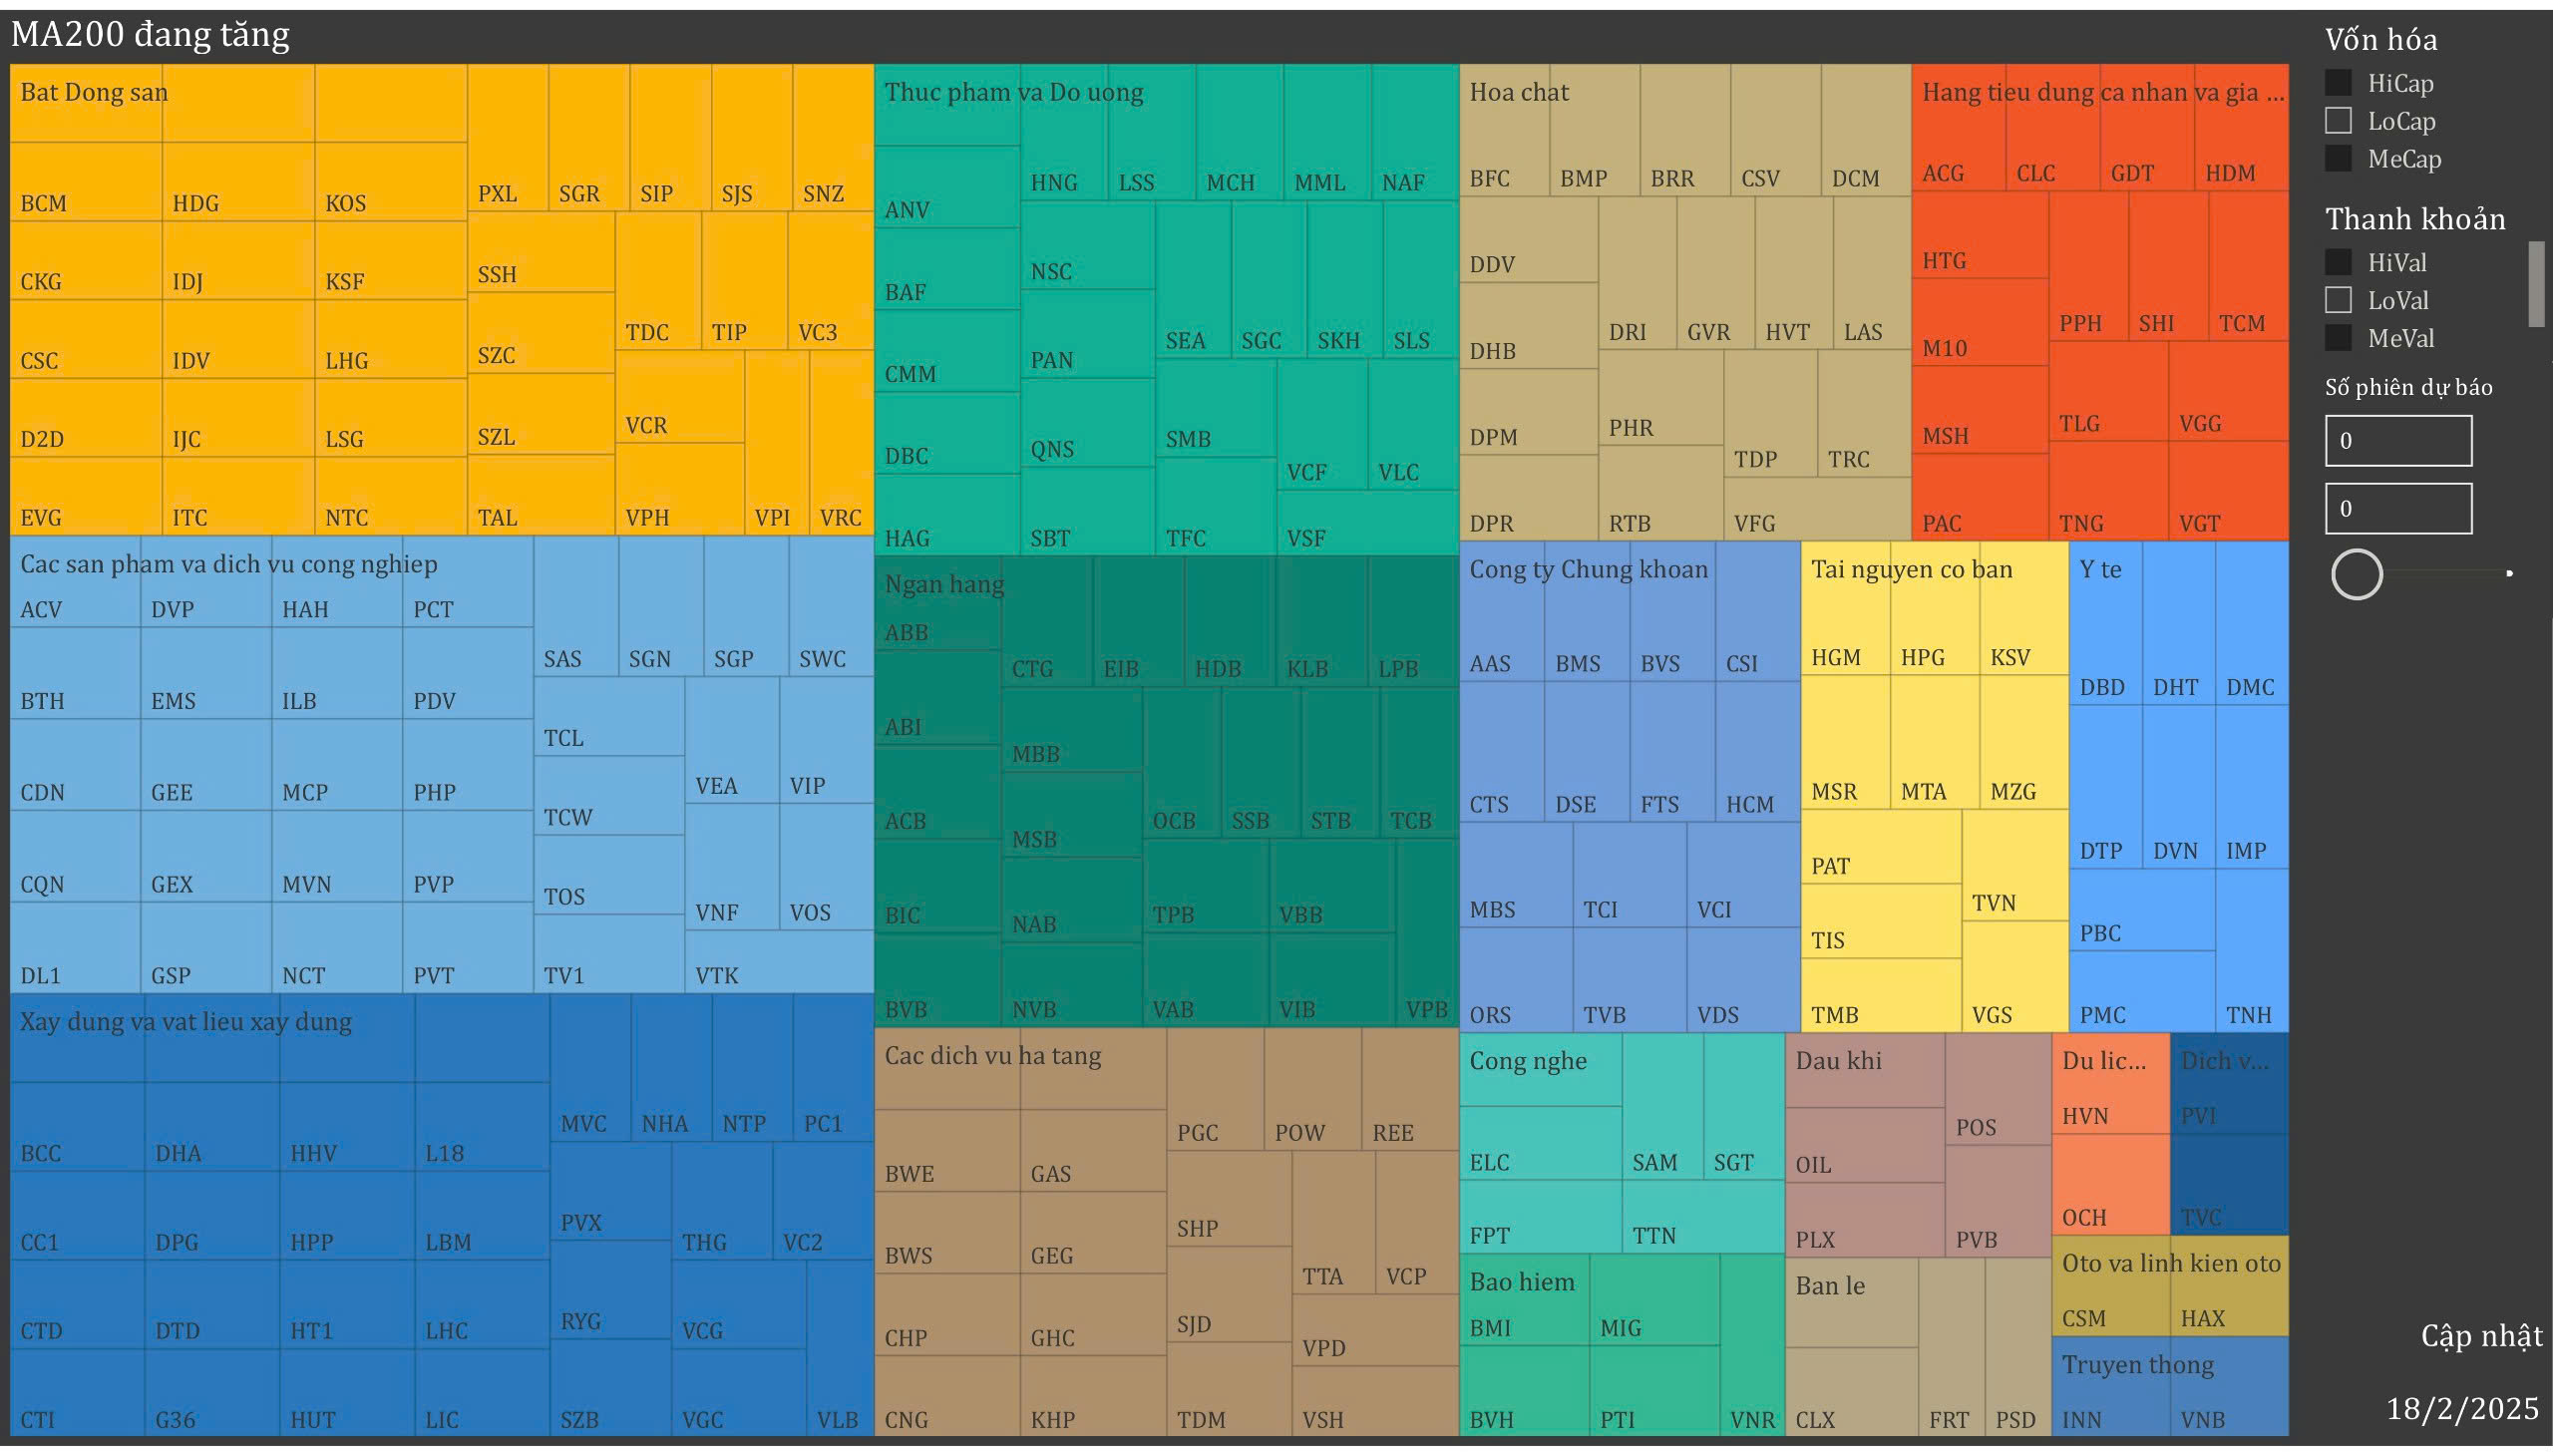 MA200 đang tăng
Bat Dong san
BCM HDG KOS PXL SGR SIP SJS SNZ
CKG IDJ KSF SSH
CSC IDV LHG SZC TDC TIP VC3
D2D IJC LSG SZL VCR
EVG ITC NTC TAL VPH VPI VRC
Cac san pham va dich vu cong nghiep
ACV DVP HAH PCT
BTH EMS ILB PDV SAS SGN SGP SWC
CDN GEE MCP PHP TCL VEA VIP
CQN GEX MVN PVP TCW TOS VNF VOS
DL1 GSP NCT PVT TV1 VTK
Xay dung va vat lieu xay dung
BCC DHA HHV L18 MVC NHA NTP PC1
CC1 DPG HPP LBM PVX THG VC2
CTD DTD HT1 LHC RYG VCG
CTI G36 HUT LIC SZB VGC VLB
Thuc pham va Do uong
ANV HNG LSS MCH MML NAF
BAF NSC
CMM PAN SEA SGC SKH SLS
DBC QNS SMB VCF VLC
HAG SBT TFC VSF
Ngan hang
ABB CTG EIB HDB KLB LPB
ABI MBB
ACB MSB OCB SSB STB TCB
BIC NAB TPB VBB
BVB NVB VAB VIB VPB
Cac dich vu ha tang
BWE GAS PGC POW REE
BWS GEG SHP TTA VCP
CHP GHC SJD VPD
CNG KHP TDM VSH
Hoa chat
BFC BMP BRR CSV DCM
DDV
DHB DRI GVR HVT LAS
DPM PHR TDP TRC
DPR RTB VFG
Hang tieu dung ca nhan va gia ...
ACG CLC GDT HDM
HTG
M10 PPH SHI TCM
MSH TLG VGG
PAC TNG VGT
Cong ty Chung khoan
AAS BMS BVS CSI
CTS DSE FTS HCM
MBS TCI VCI
ORS TVB VDS
Tai nguyen co ban
HGM HPG KSV
MSR MTA MZG
PAT
TIS TVN
TMB VGS
Y te
DBD DHT DMC
DTP DVN IMP
PBC
PMC TNH
Cong nghe
ELC SAM SGT
FPT TTN
Dau khi
OIL POS
PLX PVB
Du lic...
HVN
OCH
Dich v...
PVI
TVC
Bao hiem
BMI MIG
BVH PTI VNR
Ban le
CLX FRT PSD
Oto va linh kien oto
CSM HAX
Truyen thong
INN VNB
Vốn hóa
HiCap
LoCap
MeCap
Thanh khoản
HiVal
LoVal
MeVal
Số phiên dự báo
0
0
Cập nhật
18/2/2025